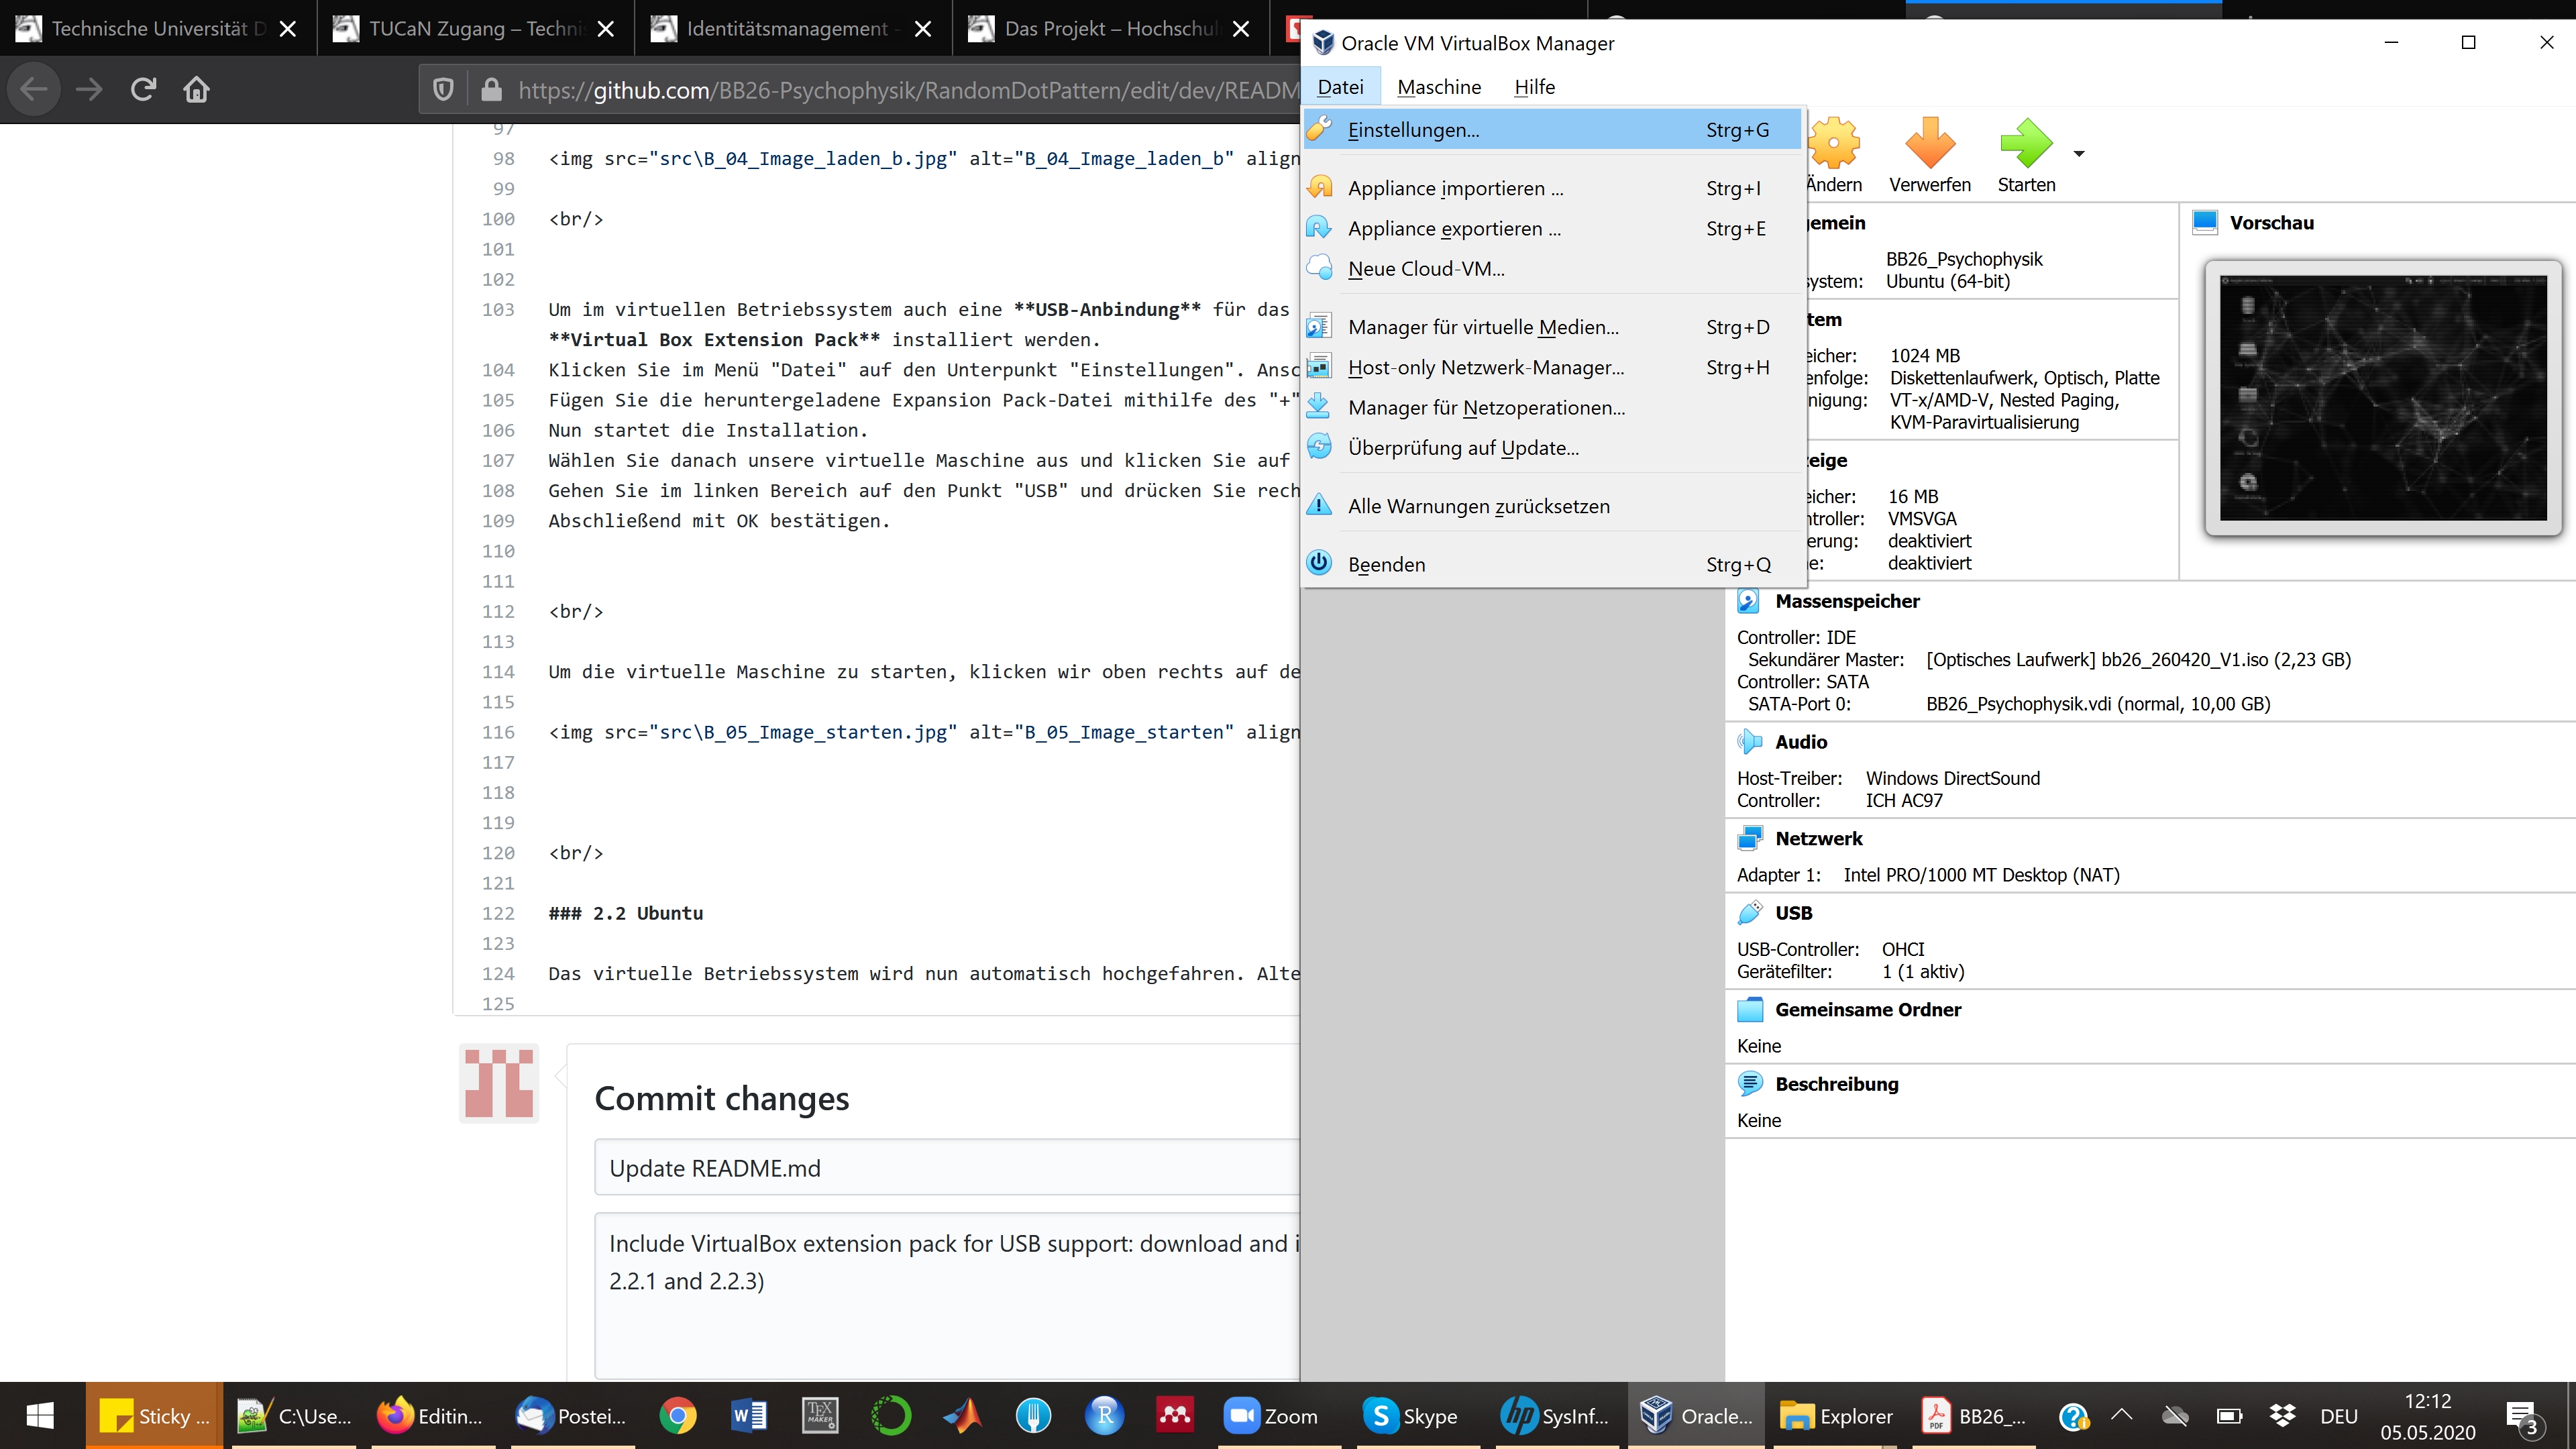 Technische Universität D
TUCaN Zugang – Techni
Identitätsmanagement -
Das Projekt – Hochschul
https://github.com/BB26-Psychophysik/RandomDotPattern/edit/dev/READM
97
98 <img src="src\B_04_Image_laden_b.jpg" alt="B_04_Image_laden_b" align
99
100 <br/>
101
102
103 Um im virtuellen Betriebssystem auch eine **USB-Anbindung** für das
**Virtual Box Extension Pack** installiert werden.
104 Klicken Sie im Menü "Datei" auf den Unterpunkt "Einstellungen". Ansc
105 Fügen Sie die heruntergeladene Expansion Pack-Datei mithilfe des "+"
106 Nun startet die Installation.
107 Wählen Sie danach unsere virtuelle Maschine aus und klicken Sie auf
108 Gehen Sie im linken Bereich auf den Punkt "USB" und drücken Sie rech
109 Abschließend mit OK bestätigen.
110
111
112 <br/>
113
114 Um die virtuelle Maschine zu starten, klicken wir oben rechts auf de
115
116 <img src="src\B_05_Image_starten.jpg" alt="B_05_Image_starten" align
117
118
119
120 <br/>
121
122 ### 2.2 Ubuntu
123
124 Das virtuelle Betriebssystem wird nun automatisch hochgefahren. Alte
125
Commit changes
Update README.md
Include VirtualBox extension pack for USB support: download and i
2.2.1 and 2.2.3)
Oracle VM VirtualBox Manager
Datei Maschine Hilfe
Einstellungen... Strg+G
Appliance importieren ... Strg+I
Appliance exportieren ... Strg+E
Neue Cloud-VM...
Manager für virtuelle Medien... Strg+D
Host-only Netzwerk-Manager... Strg+H
Manager für Netzoperationen...
Überprüfung auf Update...
Alle Warnungen zurücksetzen
Beenden Strg+Q
Ändern Verwerfen Starten
gemein
BB26_Psychophysik
system: Ubuntu (64-bit)
tem
eicher: 1024 MB
enfolge: Diskettenlaufwerk, Optisch, Platte
nigung: VT-x/AMD-V, Nested Paging,
KVM-Paravirtualisierung
eige
eicher: 16 MB
ntroller: VMSVGA
erung: deaktiviert
e: deaktiviert
Vorschau
Massenspeicher
Controller: IDE
Sekundärer Master: [Optisches Laufwerk] bb26_260420_V1.iso (2,23 GB)
Controller: SATA
SATA-Port 0: BB26_Psychophysik.vdi (normal, 10,00 GB)
Audio
Host-Treiber: Windows DirectSound
Controller: ICH AC97
Netzwerk
Adapter 1: Intel PRO/1000 MT Desktop (NAT)
USB
USB-Controller: OHCI
Gerätefilter: 1 (1 aktiv)
Gemeinsame Ordner
Keine
Beschreibung
Keine
Sticky ...
C:\Use...
Editin...
Postei...
Zoom
Skype
SysInf...
Oracle...
Explorer
BB26_...
DEU
12:12
05.05.2020
3